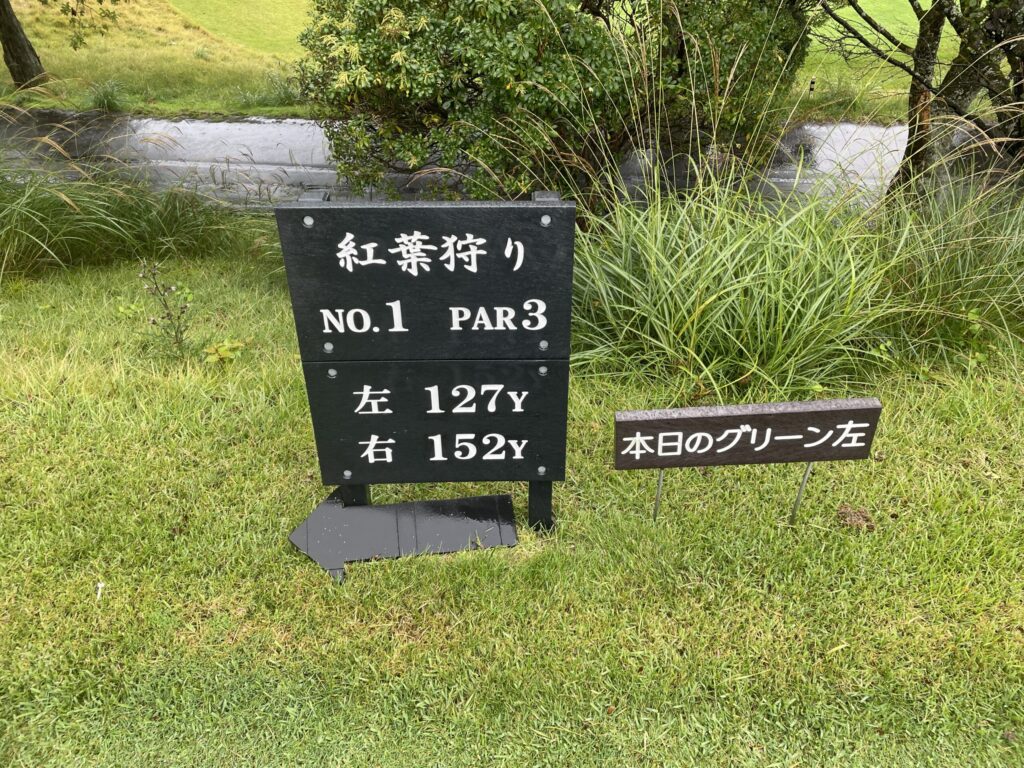 紅葉狩り
NO.1 PAR3
左 127Y
右 152Y
本日のグリーン左